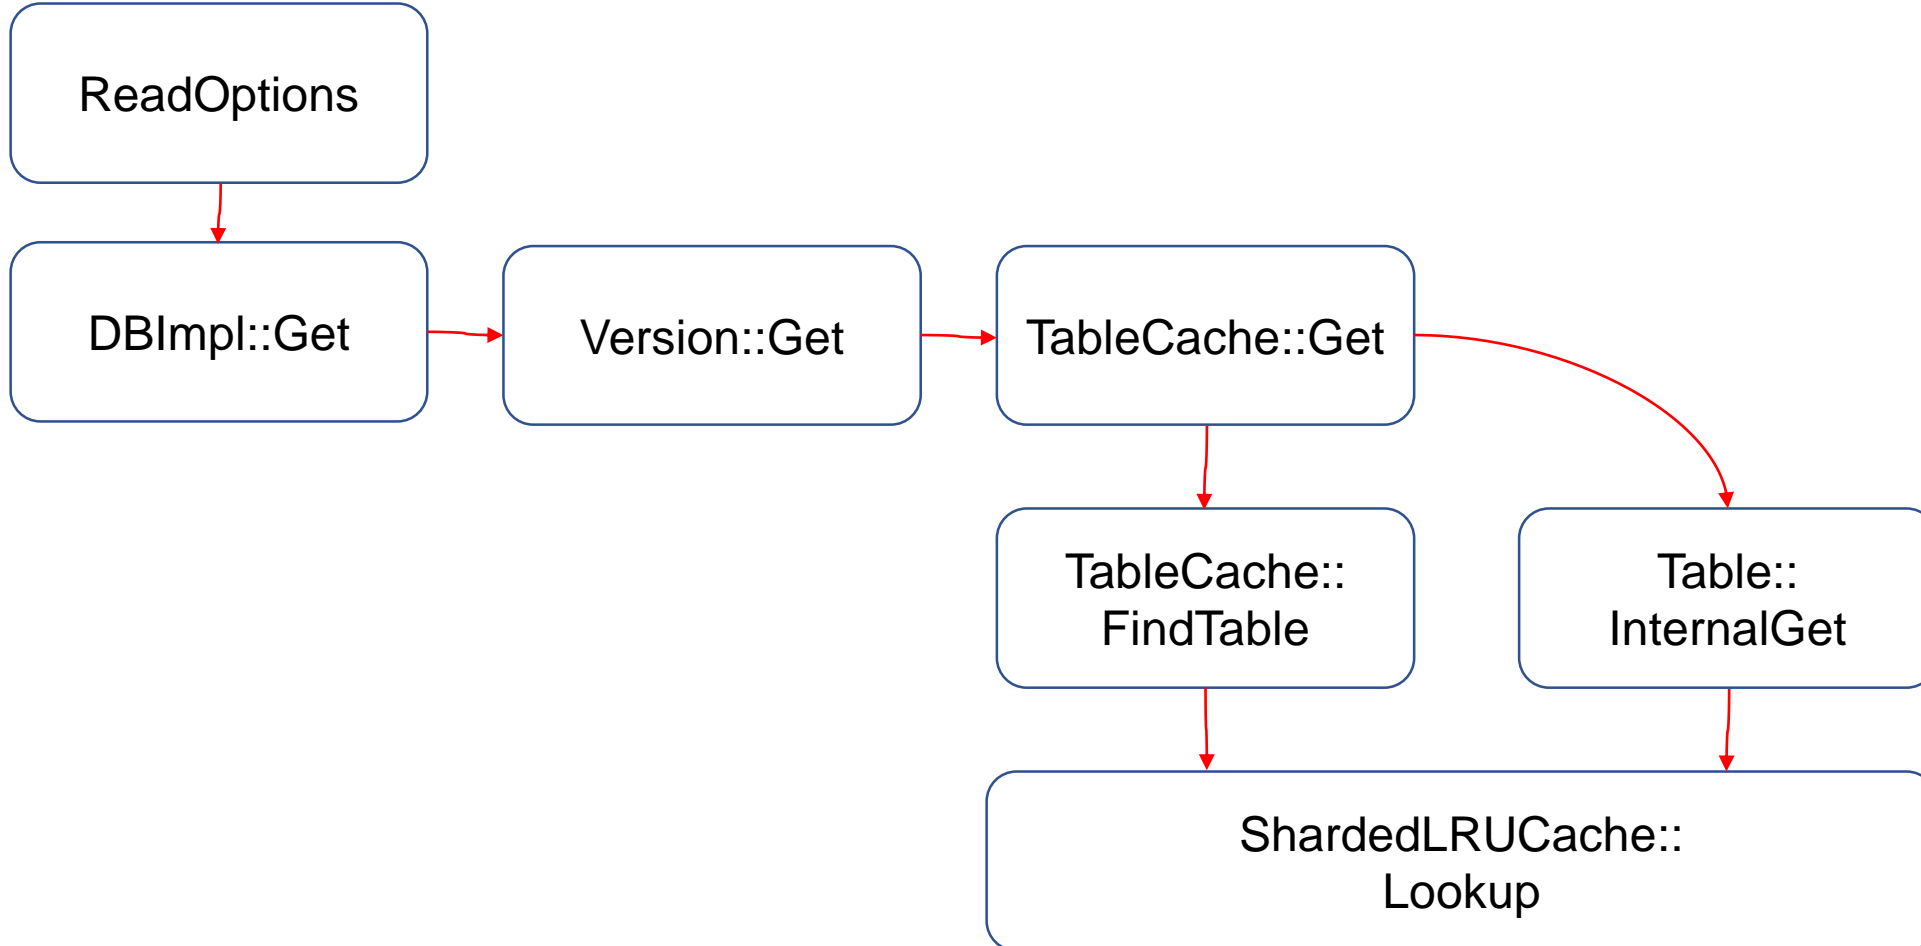 ReadOptions
DBImpl::Get
Version::Get
TableCache::Get
TableCache::
FindTable
Table::
InternalGet
ShardedLRUCache::
Lookup